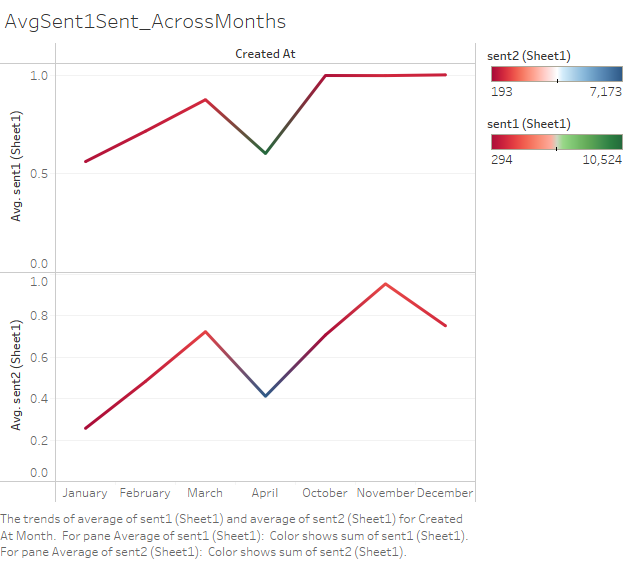 AvgSent1Sent_AcrossMonths
Created At
sent2 (Sheet1)
193 7,173
sent1 (Sheet1)
294 10,524
Avg. sent1 (Sheet1)
1.0
0.5
0.0
Avg. sent2 (Sheet1)
1.0
0.8
0.6
0.4
0.2
0.0
January February March April October November December
The trends of average of sent1 (Sheet1) and average of sent2 (Sheet1) for Created
At Month. For pane Average of sent1 (Sheet1): Color shows sum of sent1 (Sheet1).
For pane Average of sent2 (Sheet1): Color shows sum of sent2 (Sheet1).